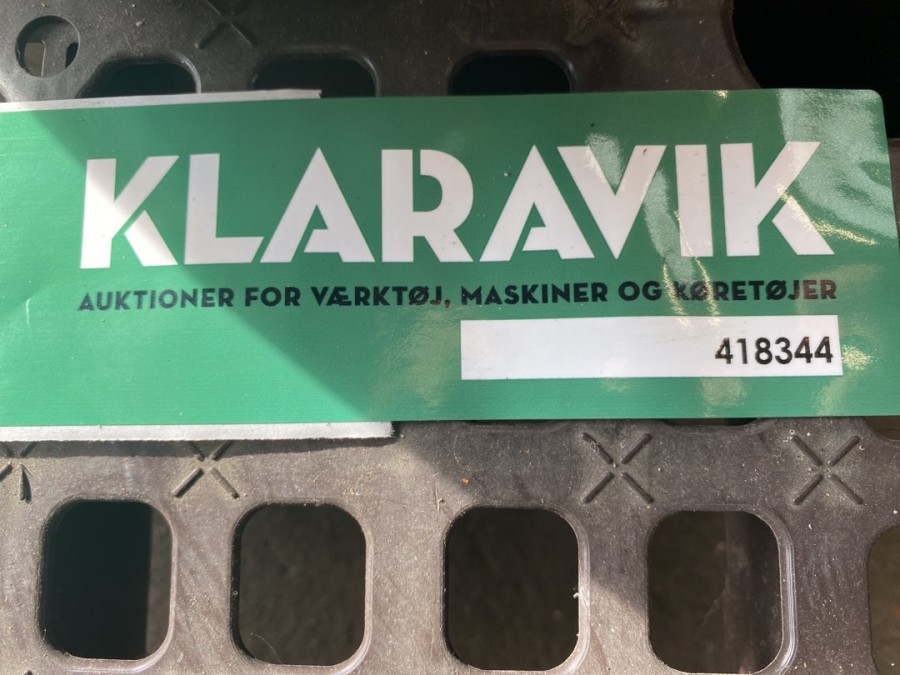 KLARAVIK
AUKTIONER FOR VÆRKTØJ, MASKINER OG KØRETØJER
418344